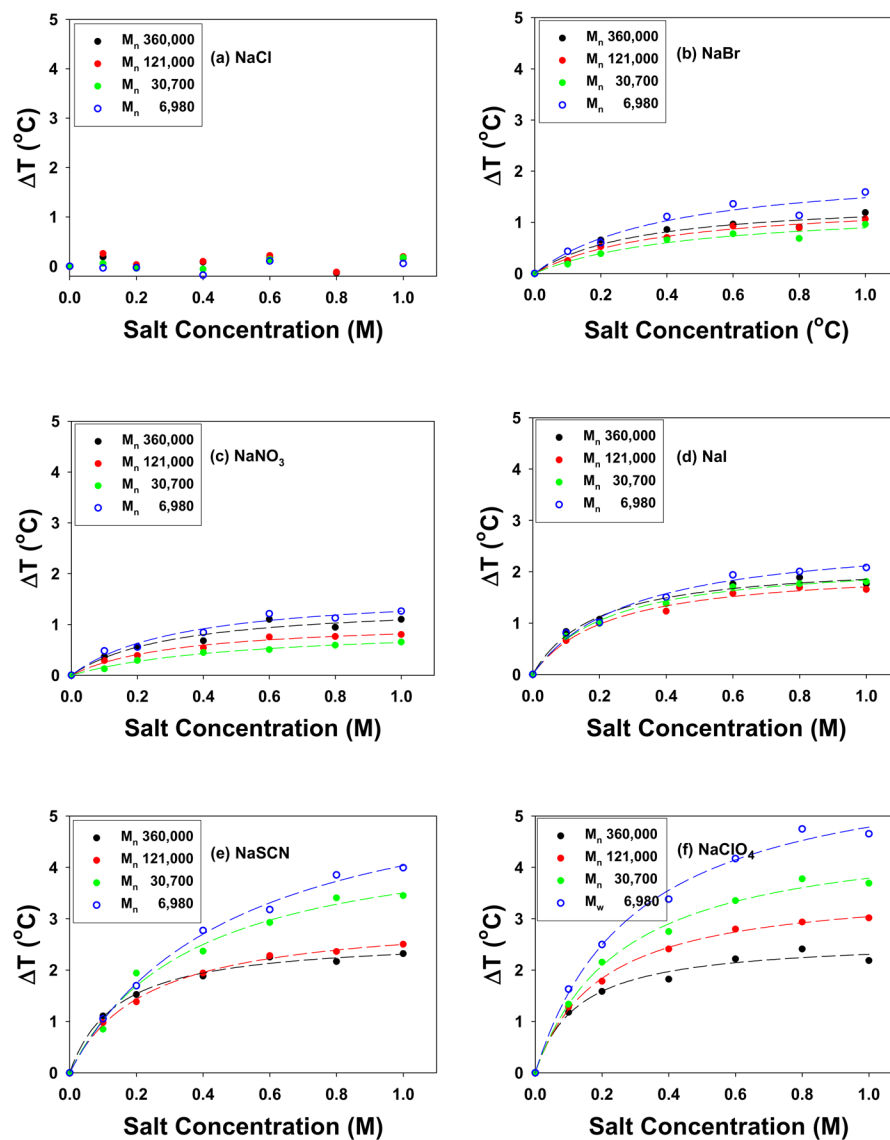 5
4
3
2
1
0
ΔT (°C)
Mn 360,000
Mn 121,000
Mn 30,700
Mn 6,980
(a) NaCl
0.0 0.2 0.4 0.6 0.8 1.0
Salt Concentration (M)
5
4
3
2
1
0
ΔT (°C)
Mn 360,000
Mn 121,000
Mn 30,700
Mn 6,980
(b) NaBr
0.0 0.2 0.4 0.6 0.8 1.0
Salt Concentration (°C)
5
4
3
2
1
0
ΔT (°C)
Mn 360,000
Mn 121,000
Mn 30,700
Mn 6,980
(c) NaNO3
0.0 0.2 0.4 0.6 0.8 1.0
Salt Concentration (M)
5
4
3
2
1
0
ΔT (°C)
Mn 360,000
Mn 121,000
Mn 30,700
Mn 6,980
(d) NaI
0.0 0.2 0.4 0.6 0.8 1.0
Salt Concentration (M)
5
4
3
2
1
0
ΔT (°C)
Mn 360,000
Mn 121,000
Mn 30,700
Mn 6,980
(e) NaSCN
0.0 0.2 0.4 0.6 0.8 1.0
Salt Concentration (M)
5
4
3
2
1
0
ΔT (°C)
Mn 360,000
Mn 121,000
Mn 30,700
Mw 6,980
(f) NaClO4
0.0 0.2 0.4 0.6 0.8 1.0
Salt Concentration (M)